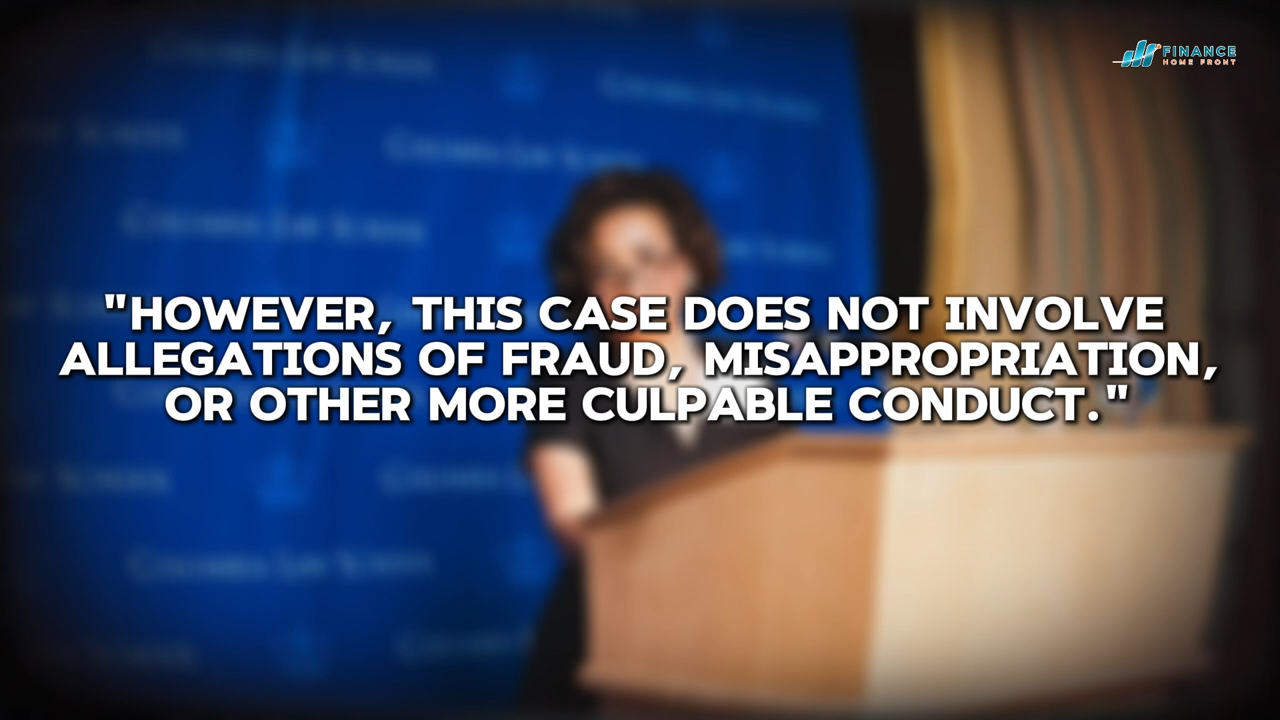 FINANCE
HOME FRONT
"HOWEVER, THIS CASE DOES NOT INVOLVE
ALLEGATIONS OF FRAUD, MISAPPROPRIATION,
OR OTHER MORE CULPABLE CONDUCT."